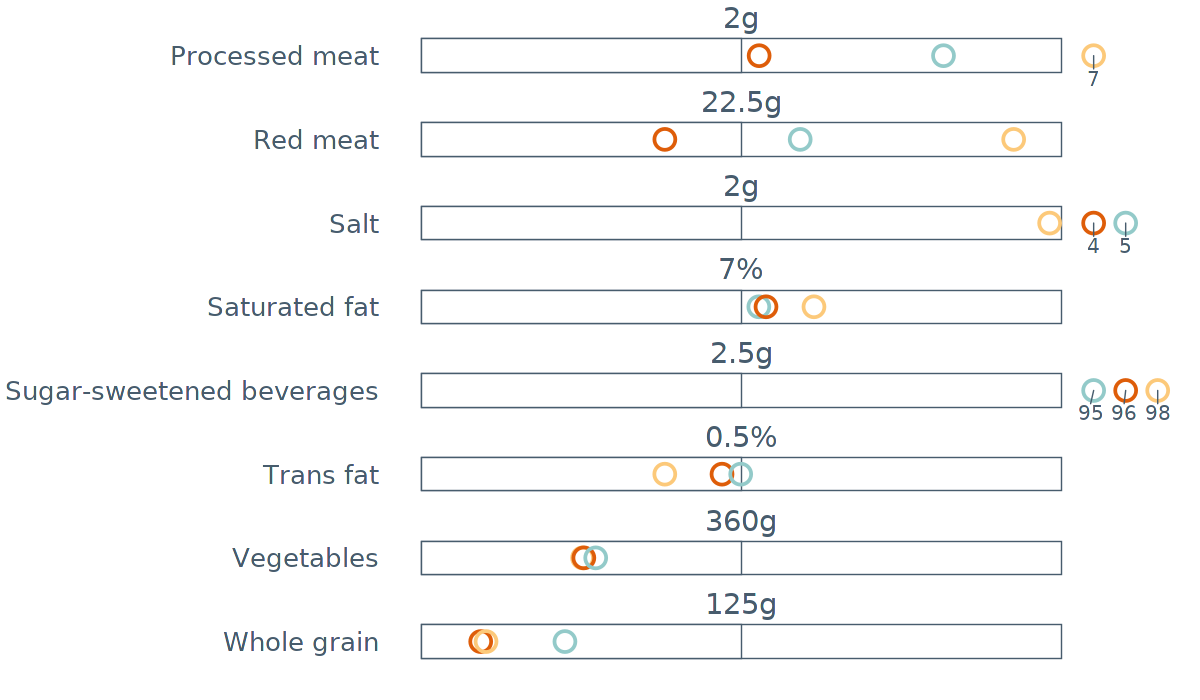 2g
Processed meat
7
22.5g
Red meat
2g
Salt
4 5
7%
Saturated fat
2.5g
Sugar-sweetened beverages
95 96 98
0.5%
Trans fat
360g
Vegetables
125g
Whole grain